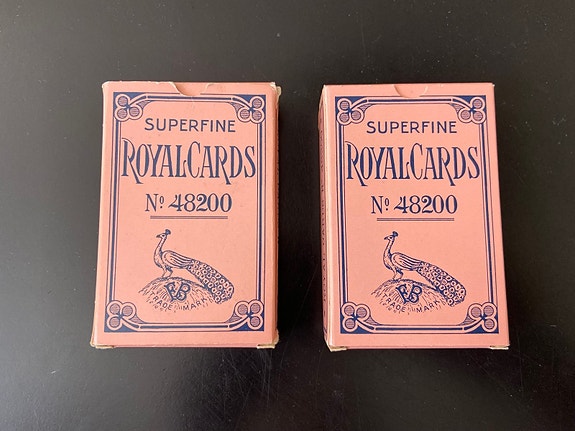 SUPERFINE
ROYAL CARDS
Nº 48200
TRADE MARK
SUPERFINE
ROYAL CARDS
Nº 48200
TRADE MARK